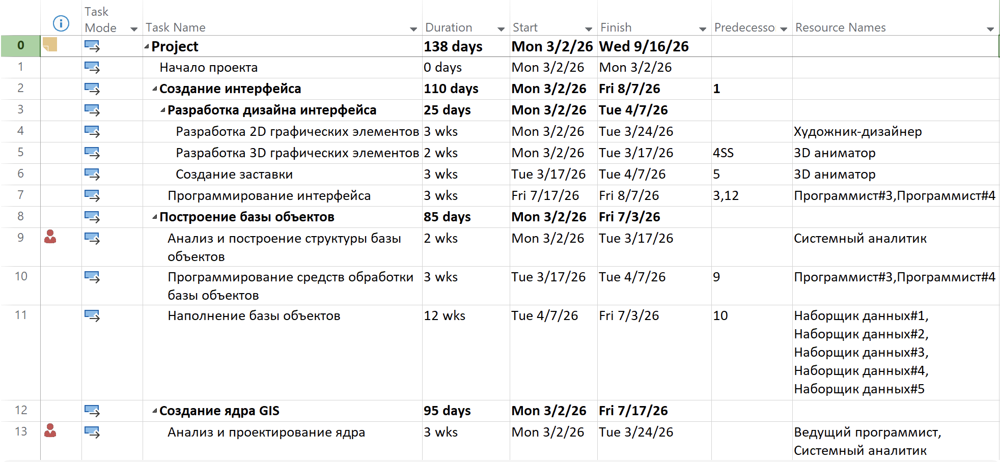 Task Mode Task Name Duration Start Finish Predecesso Resource Names
0 Project 138 days Mon 3/2/26 Wed 9/16/26
1 Начало проекта 0 days Mon 3/2/26 Mon 3/2/26
2 Создание интерфейса 110 days Mon 3/2/26 Fri 8/7/26 1
3 Разработка дизайна интерфейса 25 days Mon 3/2/26 Tue 4/7/26
4 Разработка 2D графических элементов 3 wks Mon 3/2/26 Tue 3/24/26 Художник-дизайнер
5 Разработка 3D графических элементов 2 wks Mon 3/2/26 Tue 3/17/26 4SS 3D аниматор
6 Создание заставки 3 wks Tue 3/17/26 Tue 4/7/26 5 3D аниматор
7 Программирование интерфейса 3 wks Fri 7/17/26 Fri 8/7/26 3,12 Программист#3,Программист#4
8 Построение базы объектов 85 days Mon 3/2/26 Fri 7/3/26
9 Анализ и построение структуры базы 2 wks Mon 3/2/26 Tue 3/17/26 Системный аналитик
объектов
10 Программирование средств обработки 3 wks Tue 3/17/26 Tue 4/7/26 9 Программист#3,Программист#4
базы объектов
11 Наполнение базы объектов 12 wks Tue 4/7/26 Fri 7/3/26 10 Наборщик данных#1,
Наборщик данных#2,
Наборщик данных#3,
Наборщик данных#4,
Наборщик данных#5
12 Создание ядра GIS 95 days Mon 3/2/26 Fri 7/17/26
13 Анализ и проектирование ядра 3 wks Mon 3/2/26 Tue 3/24/26 Ведущий программист,
Системный аналитик